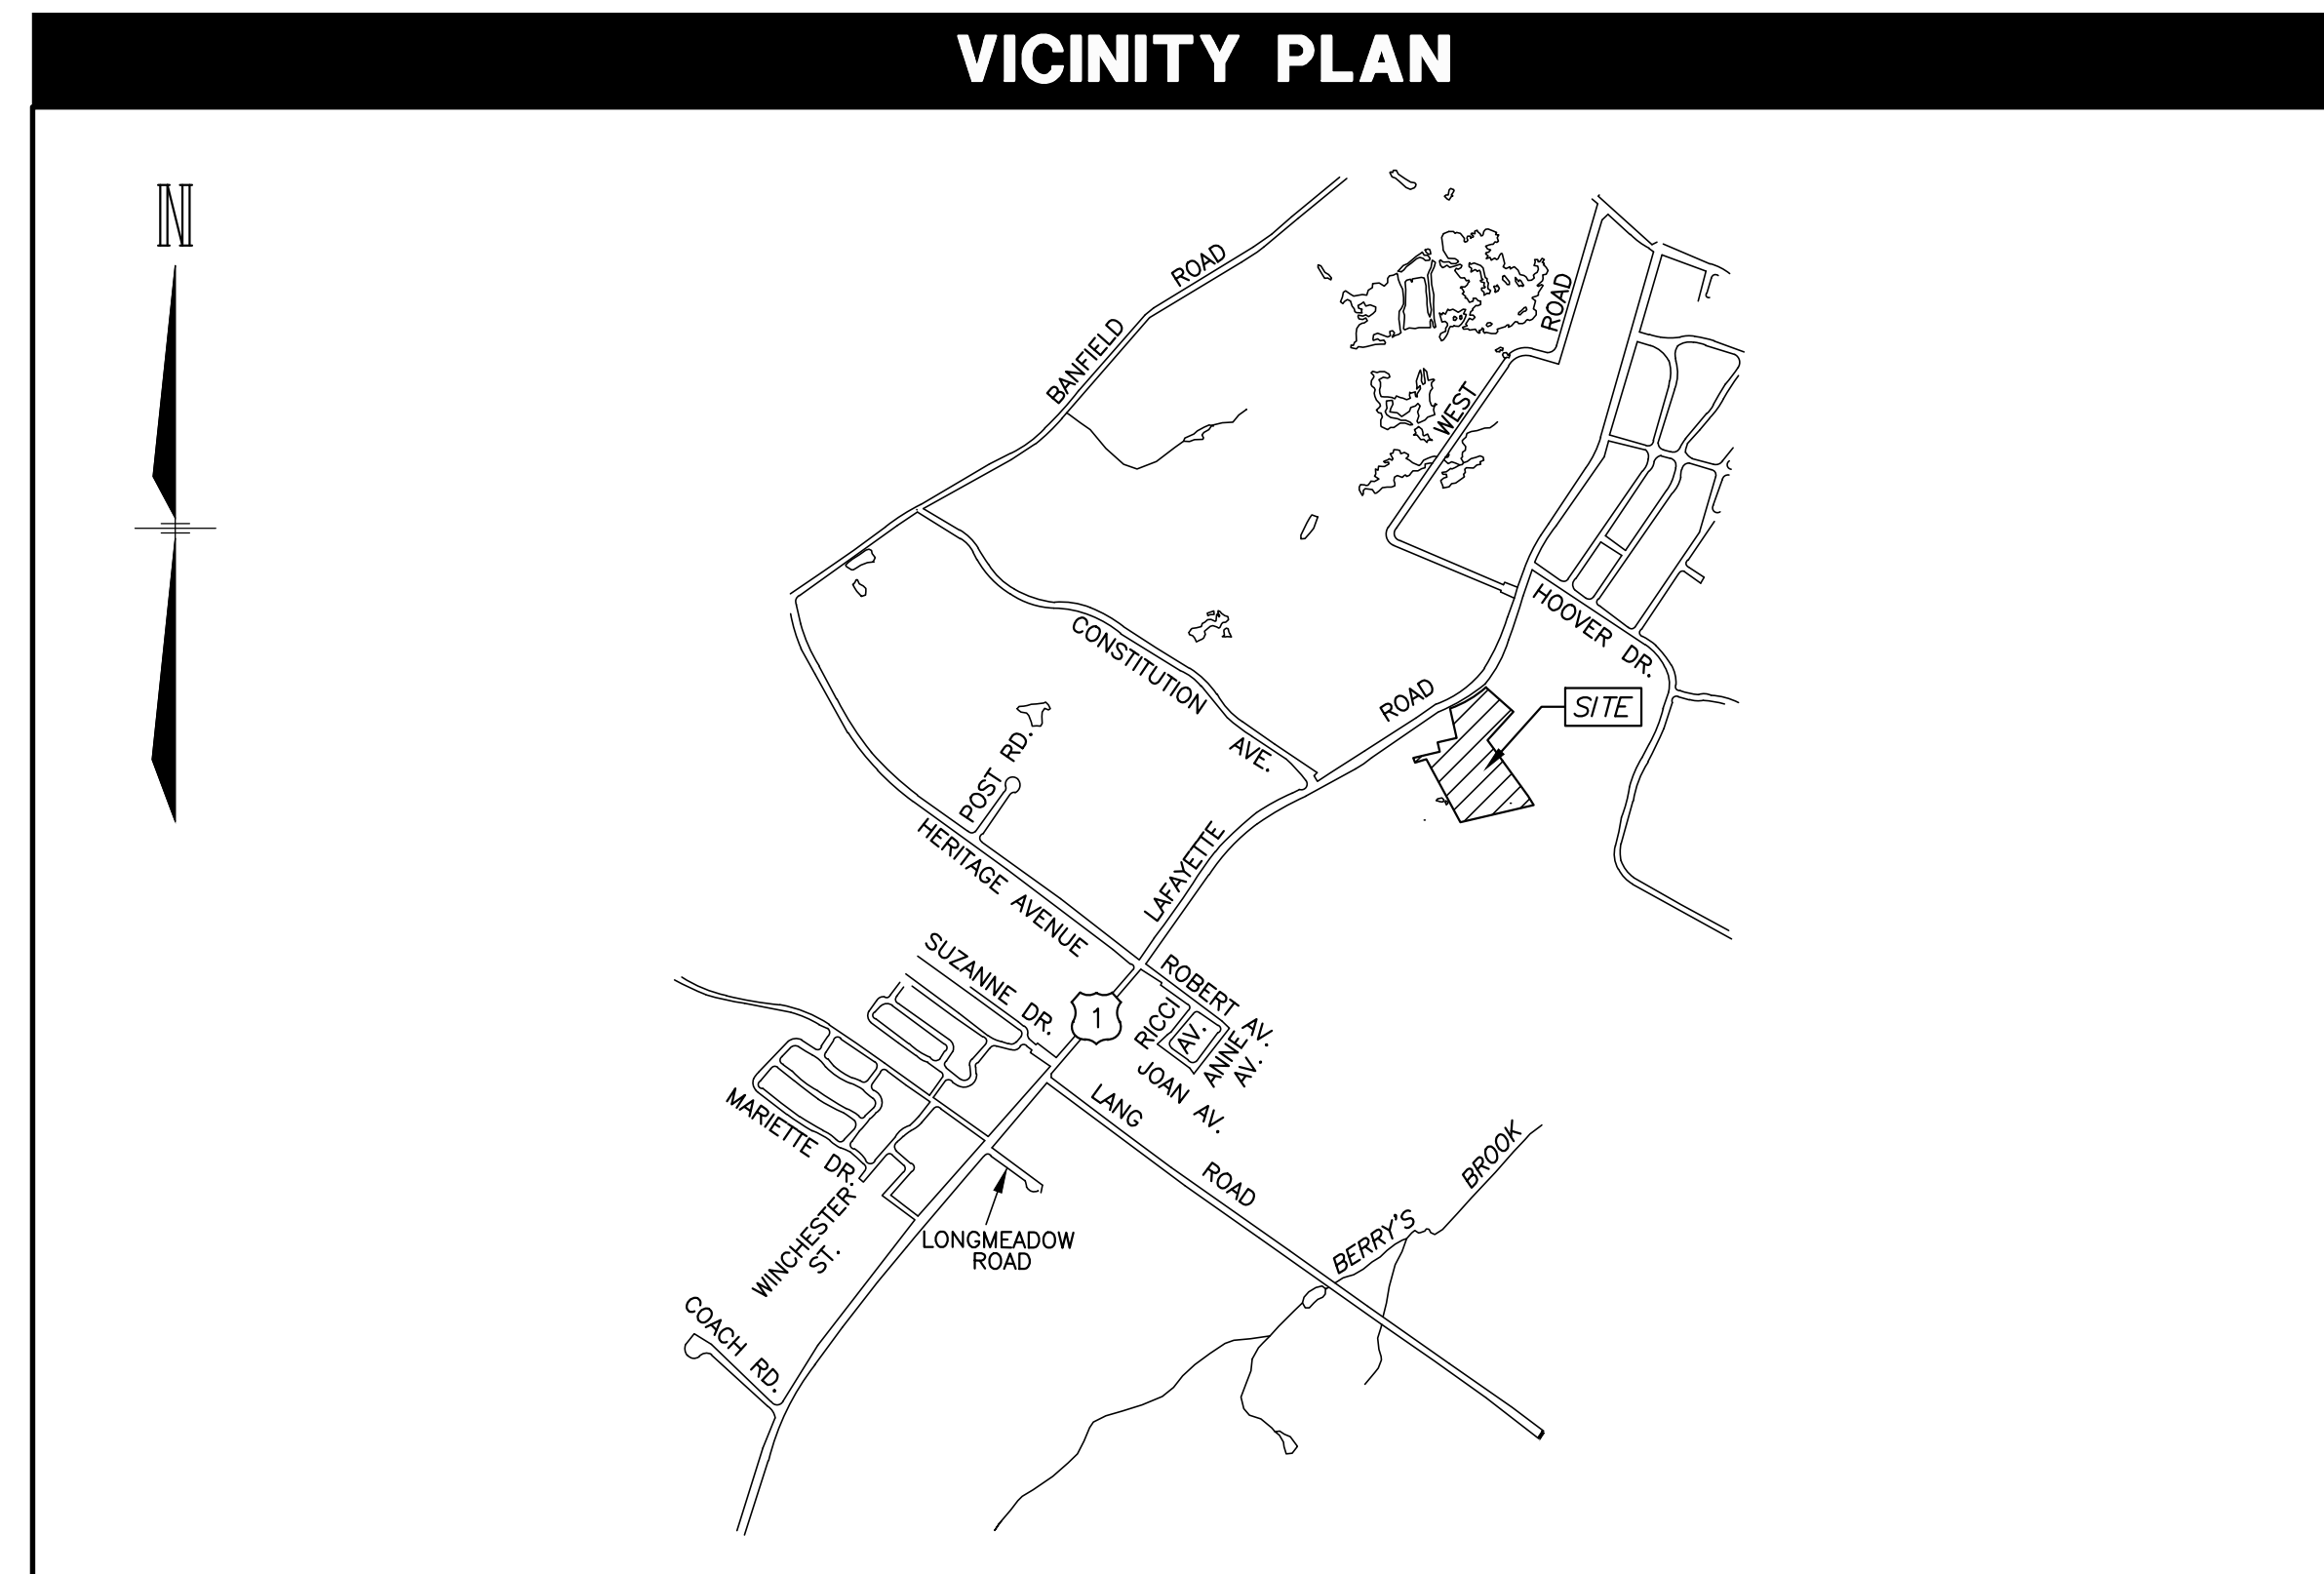 VICINITY PLAN
N
BANFIELD ROAD
WEST ROAD
HOOVER DR.
CONSTITUTION AVE.
LAFAYETTE ROAD
SITE
POST RD.
HERITAGE AVENUE
SUZANNE DR.
1
ROBERT AV.
RICCI AV.
ANNE AV.
JOAN AV.
LANG ROAD
MARIETTE DR.
WINCHESTER
ST.
LONGMEADOW
ROAD
BERRY'S BROOK
COACH RD.